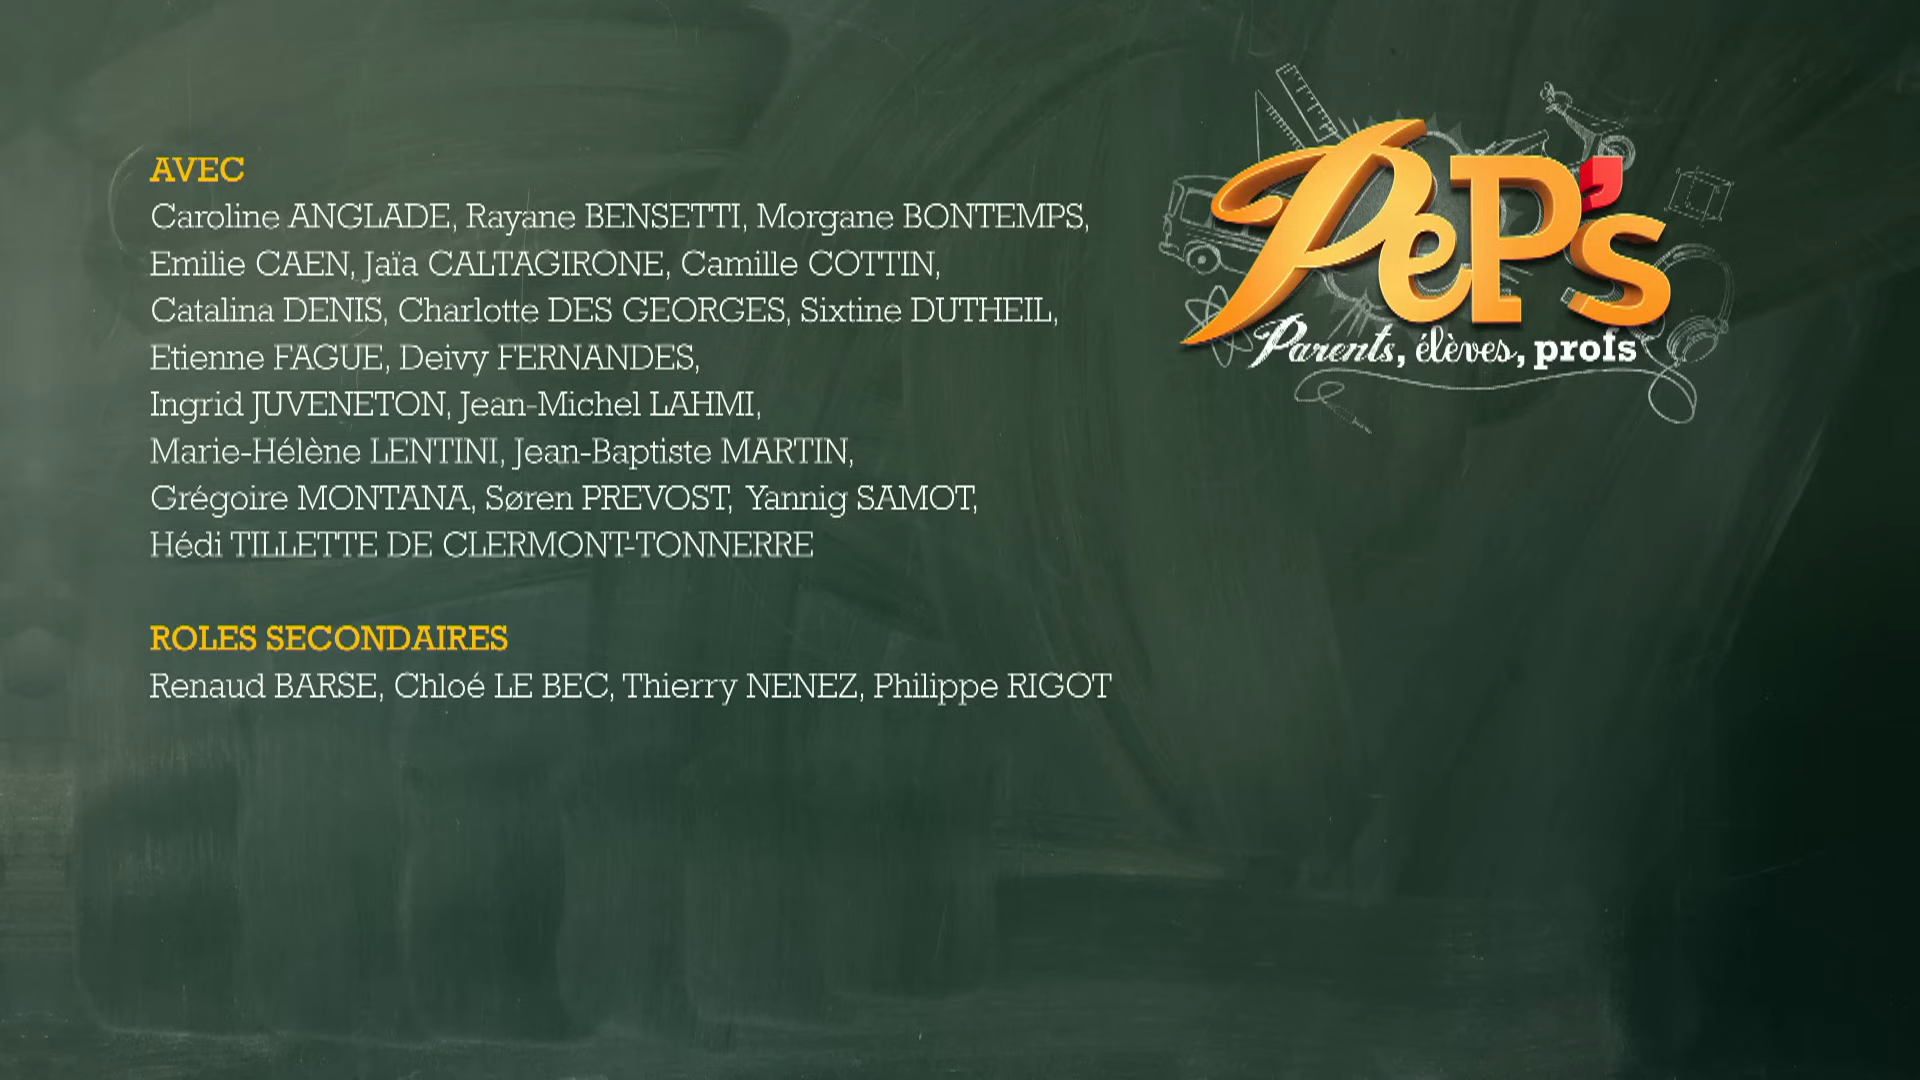 AVEC
Caroline ANGLADE, Rayane BENSETTI, Morgane BONTEMPS,
Emilie CAEN, Jaïa CALTAGIRONE, Camille COTTIN,
Catalina DENIS, Charlotte DES GEORGES, Sixtine DUTHEIL,
Etienne FAGUE, Deivy FERNANDES,
Ingrid JUVENETON, Jean-Michel LAHMI,
Marie-Hélène LENTINI, Jean-Baptiste MARTIN,
Grégoire MONTANA, Søren PREVOST, Yannig SAMOT,
Hédi TILLETTE DE CLERMONT-TONNERRE
ROLES SECONDAIRES
Renaud BARSE, Chloé LE BEC, Thierry NENEZ, Philippe RIGOT
PeP's
Parents, élèves, profs